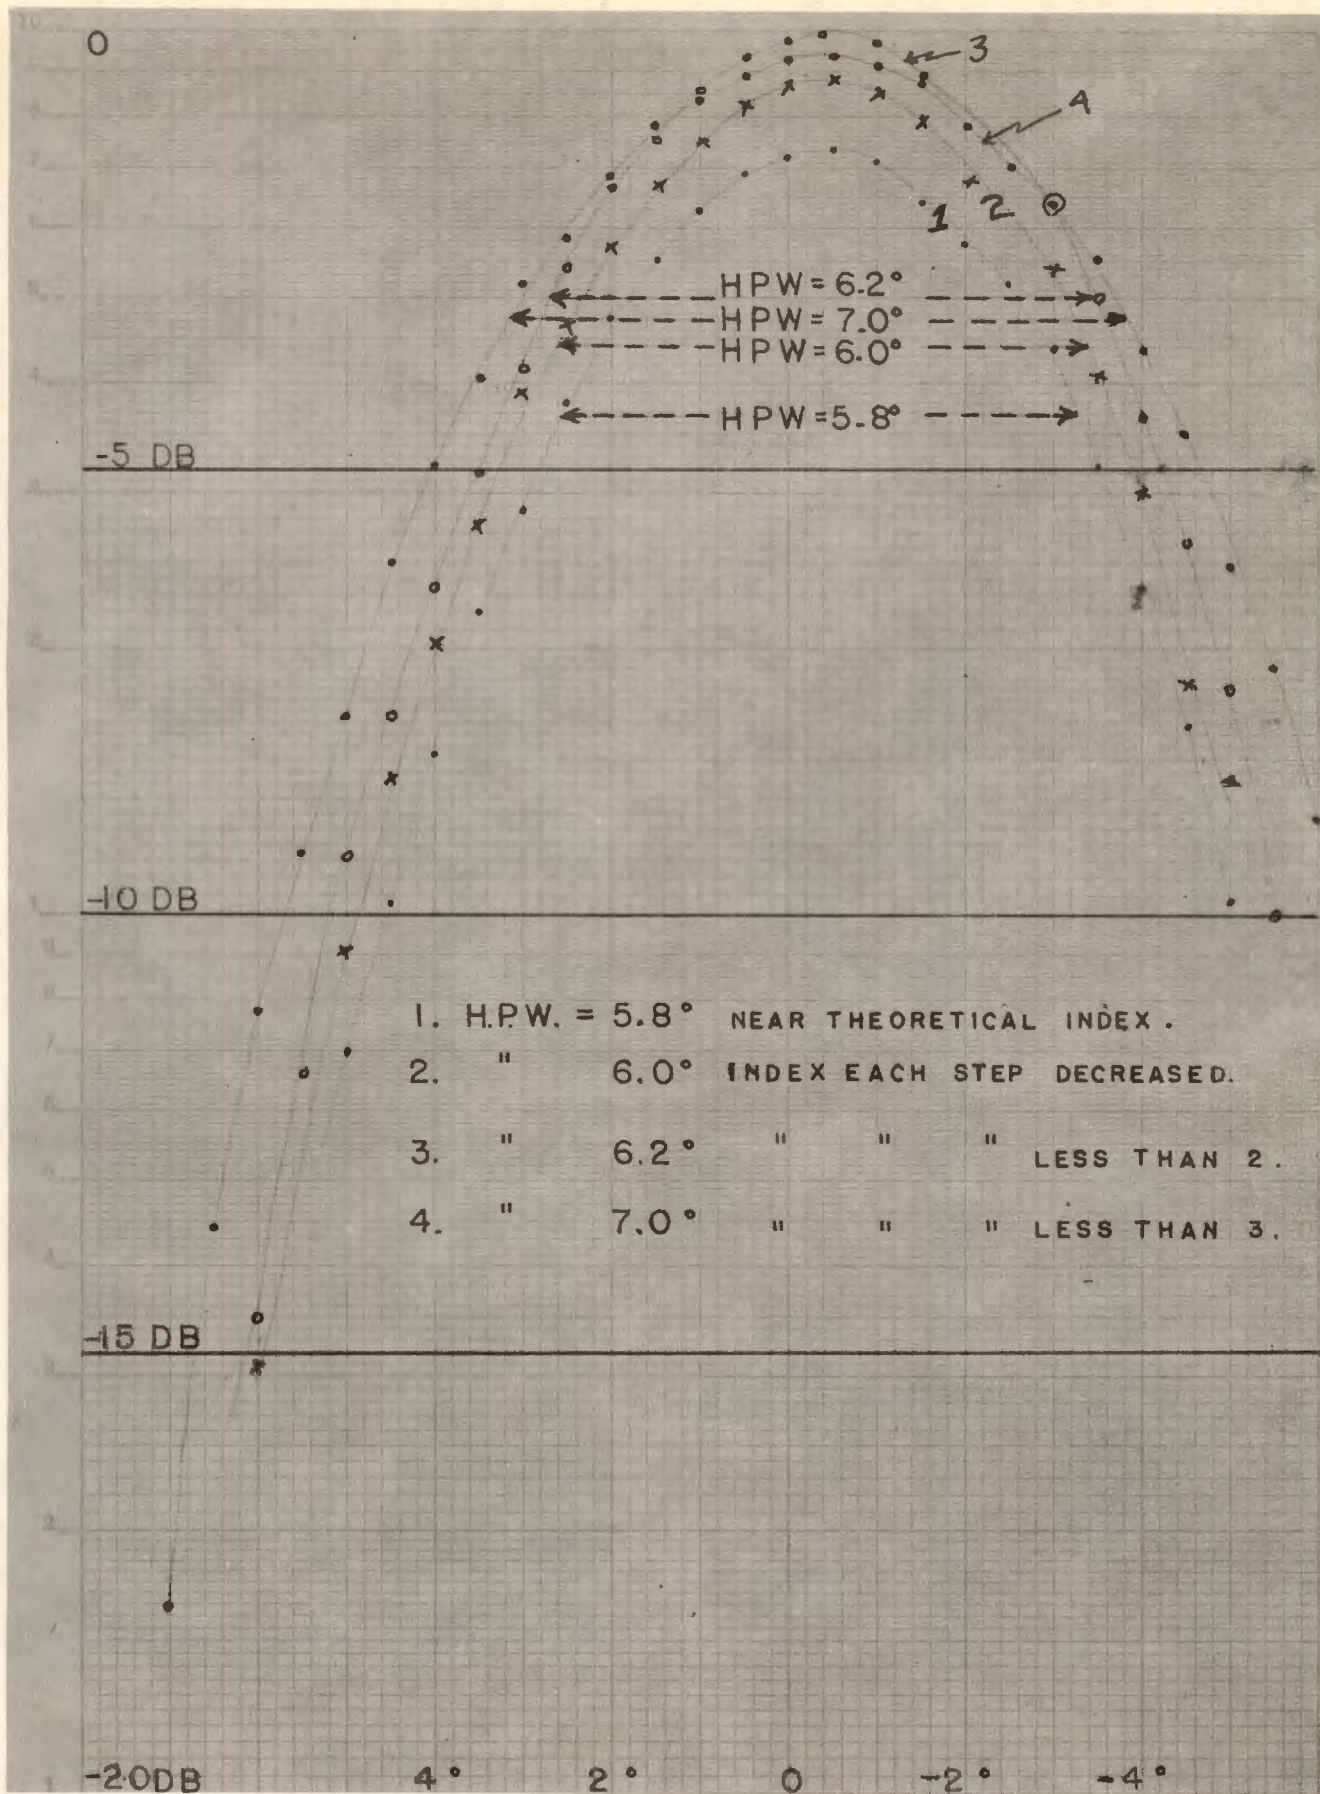 0
3
4
1 2
HPW = 6.2°
HPW = 7.0°
HPW = 6.0°
HPW = 5.8°
-5 DB
-10 DB
1. H.P.W. = 5.8° NEAR THEORETICAL INDEX.
2. " 6.0° INDEX EACH STEP DECREASED.
3. " 6.2° " " " LESS THAN 2.
4. " 7.0° " " " LESS THAN 3.
-15 DB
-20DB 4° 2° 0 -2° -4°